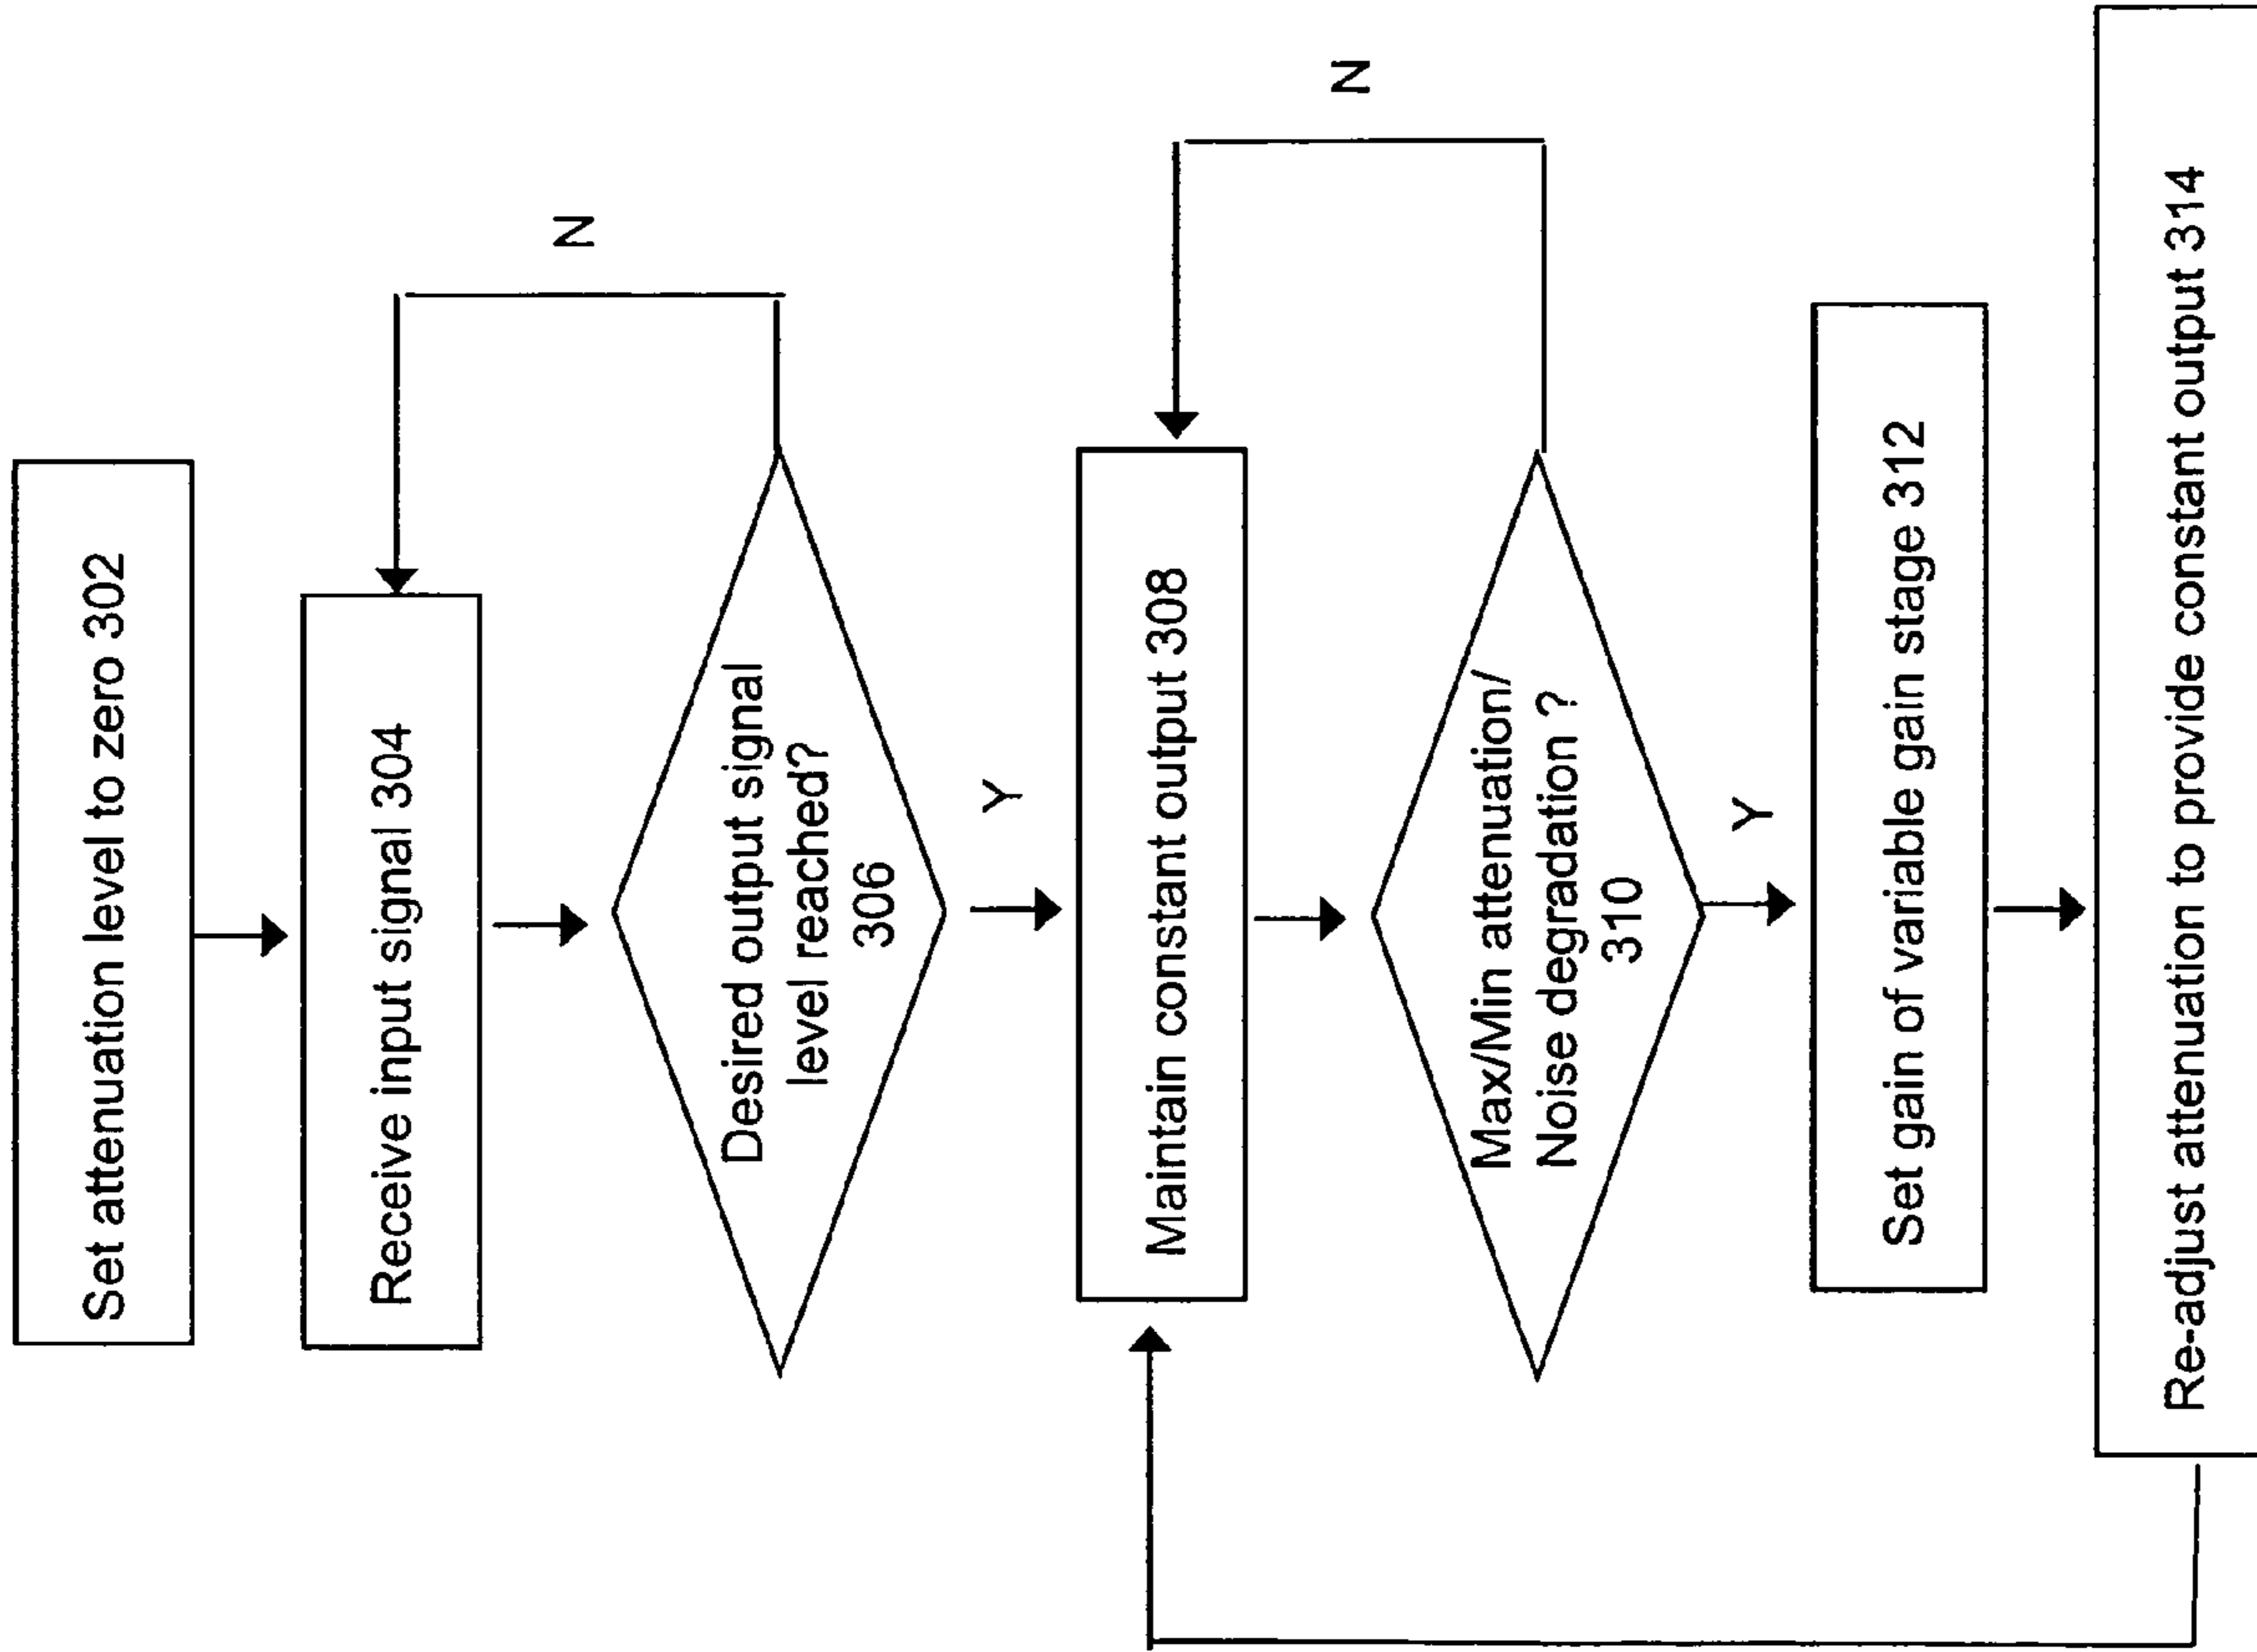 Set attenuation level to zero 302
Receive input signal 304
Desired output signal
level reached?
306
N
Y
Maintain constant output 308
Max/Min attenuation/
Noise degradation ?
310
N
Y
Set gain of variable gain stage 312
Re-adjust attenuation to provide constant output 314